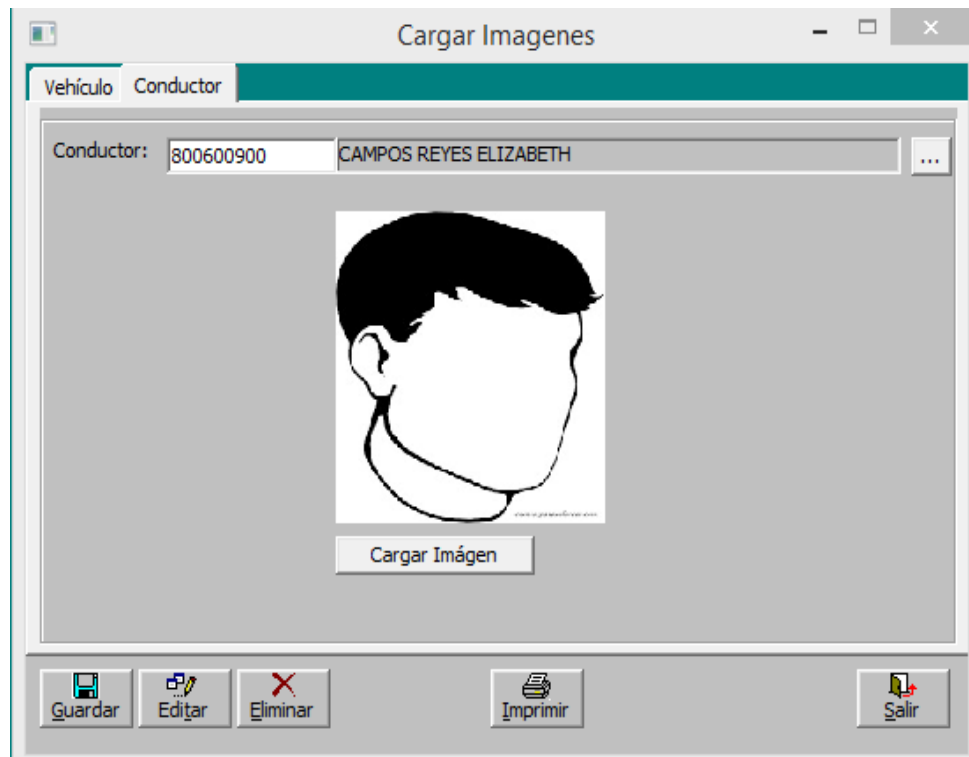 Cargar Imagenes
Vehículo Conductor
Conductor: 800600900 CAMPOS REYES ELIZABETH ...
Cargar Imágen
Guardar Editar Eliminar Imprimir Salir